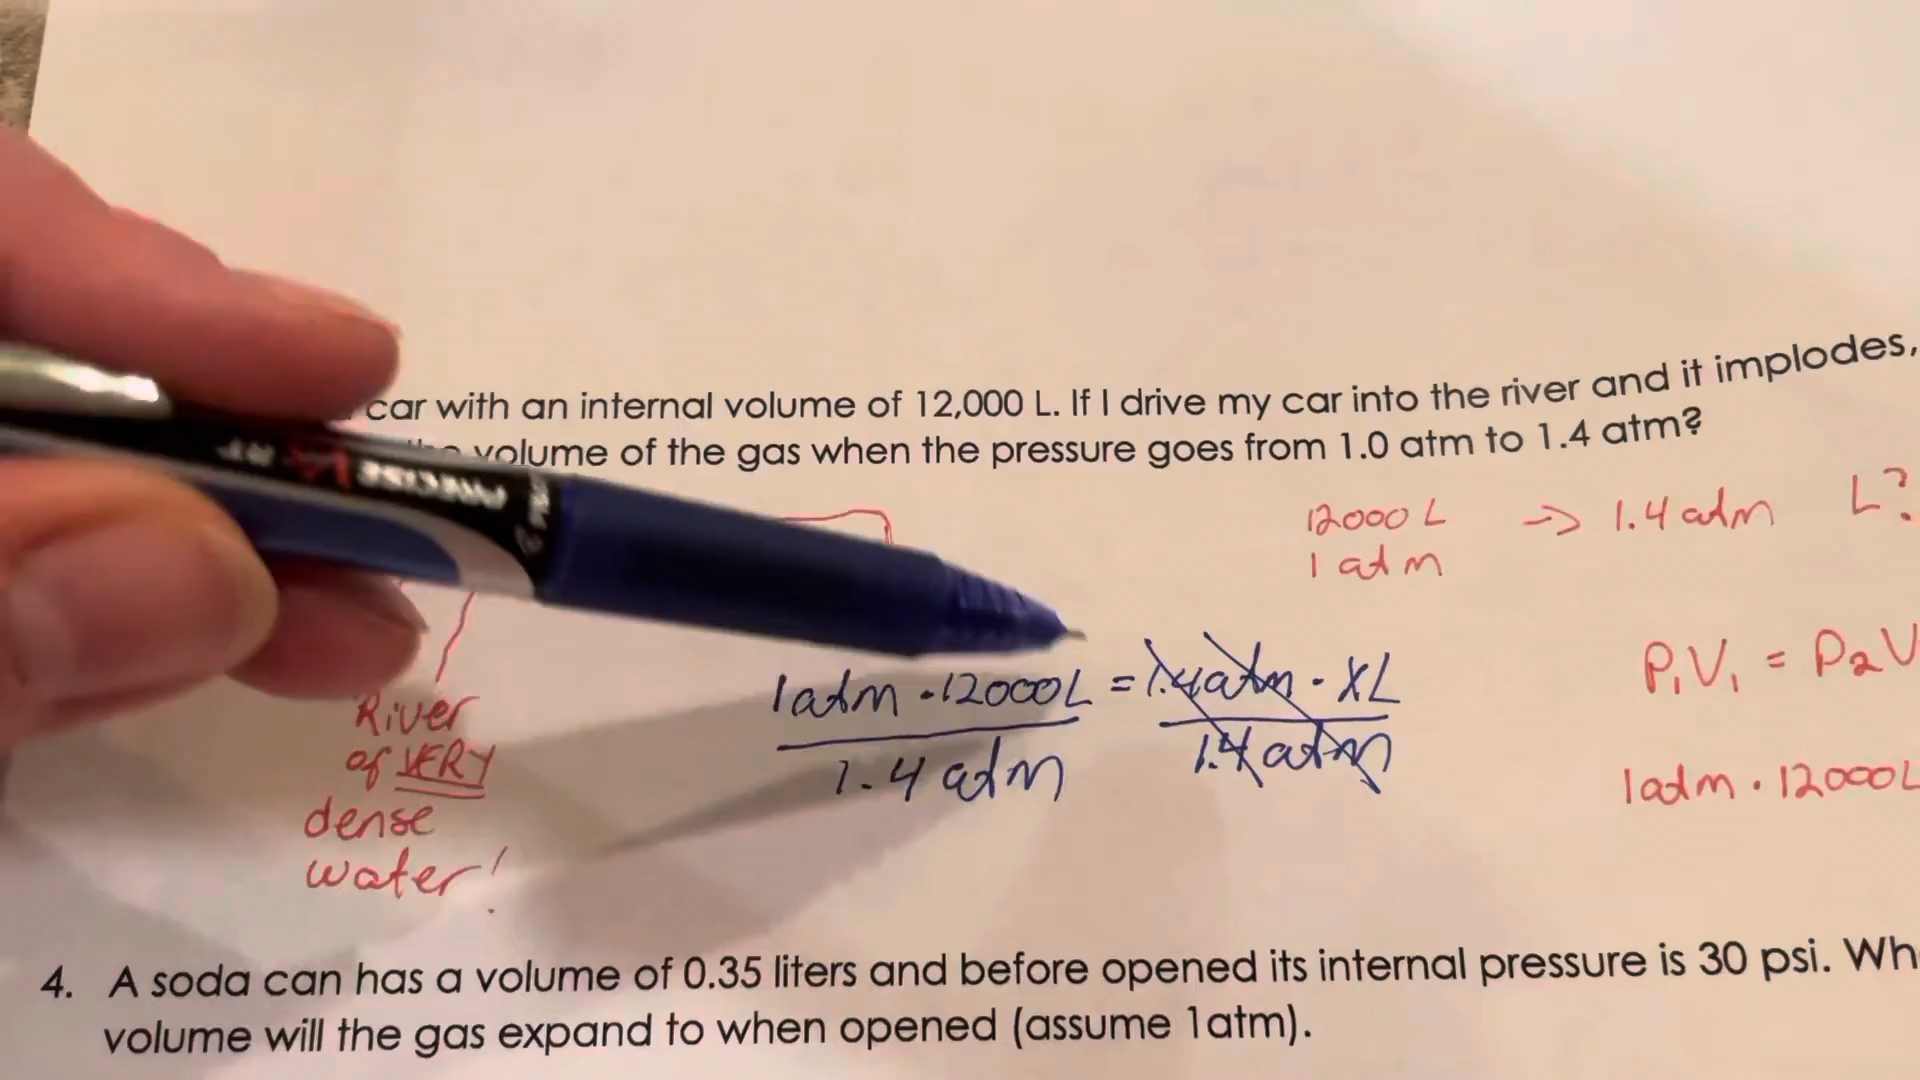 car with an internal volume of 12,000 L. If I drive my car into the river and it implodes,
volume of the gas when the pressure goes from 1.0 atm to 1.4 atm?
PRECISE V5 RT
12000 L → 1.4 atm L?
1 atm
1atm • 12000L = 1.4atm • XL
1.4 atm 1.4 atm
P₁V₁ = P₂V
1atm • 12000L
River
of VERY
dense
water!
4. A soda can has a volume of 0.35 liters and before opened its internal pressure is 30 psi. Wh
volume will the gas expand to when opened (assume 1atm).